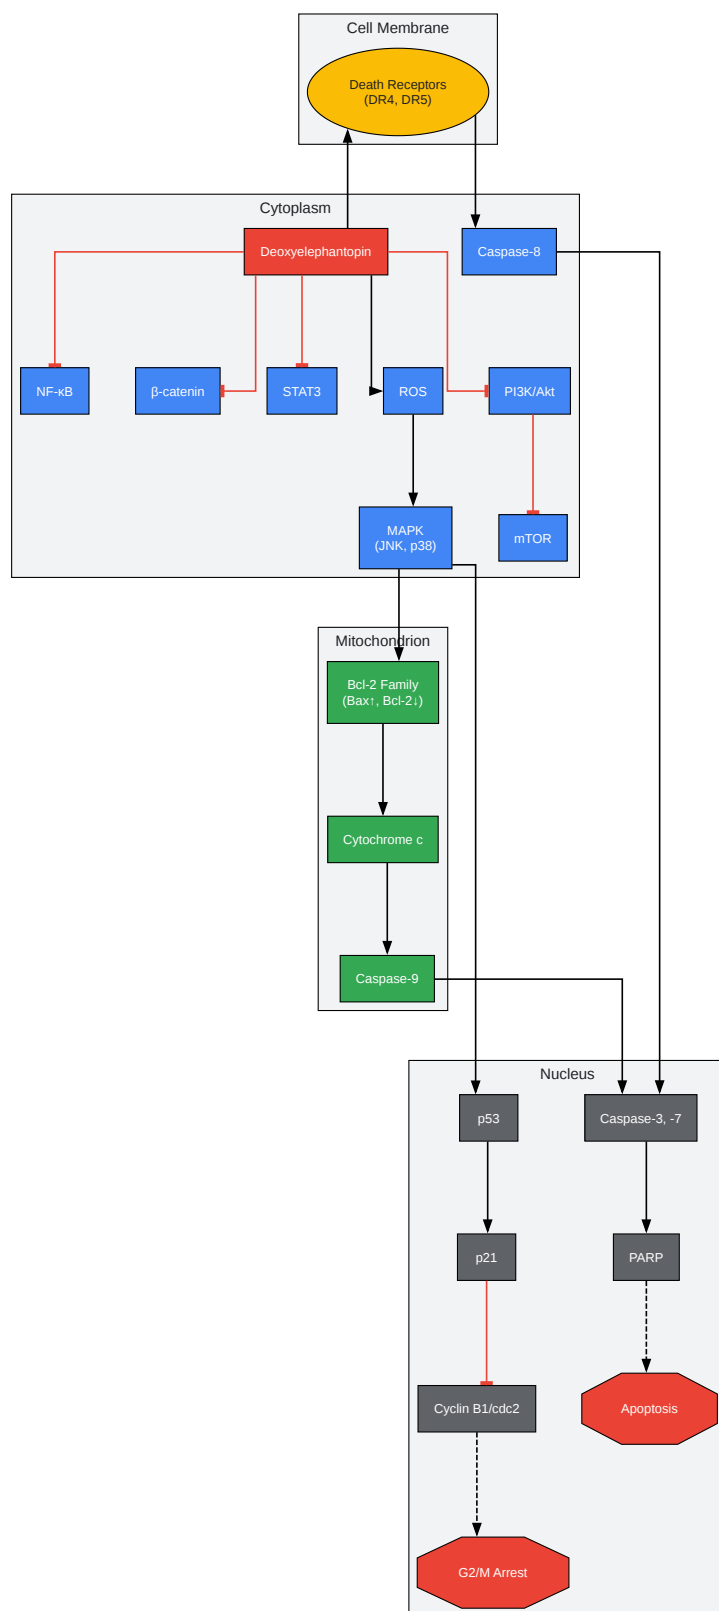 Cell Membrane
Death Receptors
(DR4, DR5)
Cytoplasm
Deoxyelephantopin
Caspase-8
NF-κB
β-catenin
STAT3
ROS
PI3K/Akt
MAPK
(JNK, p38)
mTOR
Mitochondrion
Bcl-2 Family
(Bax↑, Bcl-2↓)
Cytochrome c
Caspase-9
Nucleus
p53
Caspase-3, -7
p21
PARP
Cyclin B1/cdc2
Apoptosis
G2/M Arrest